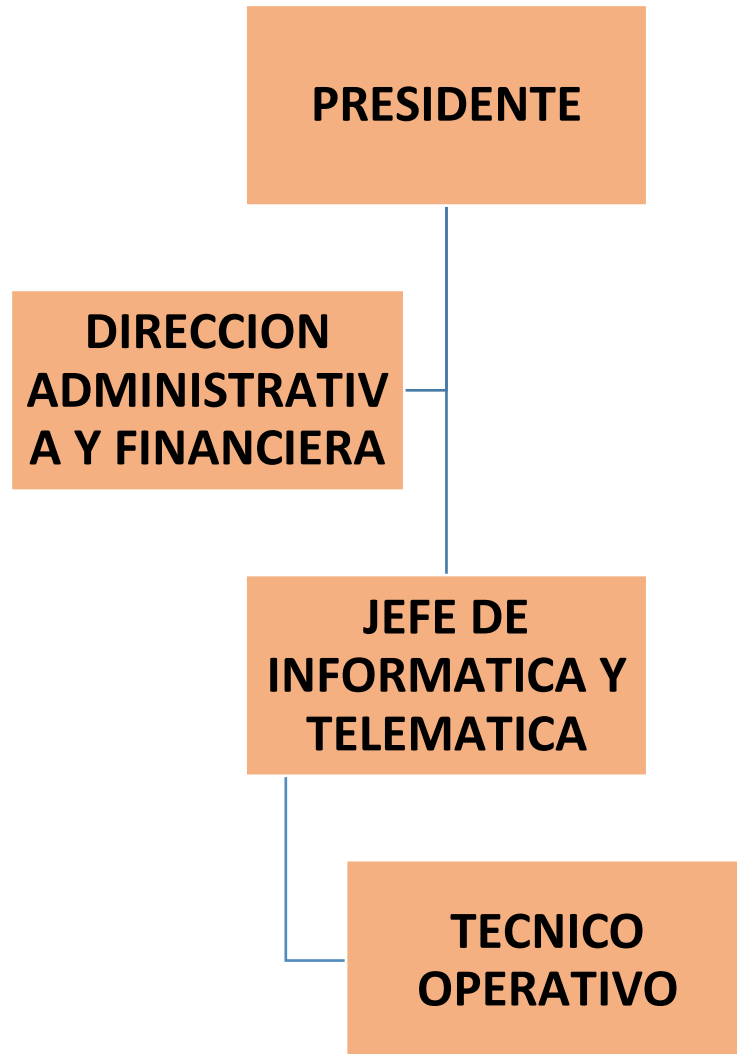 PRESIDENTE
DIRECCION
ADMINISTRATIV
A Y FINANCIERA
JEFE DE
INFORMATICA Y
TELEMATICA
TECNICO
OPERATIVO